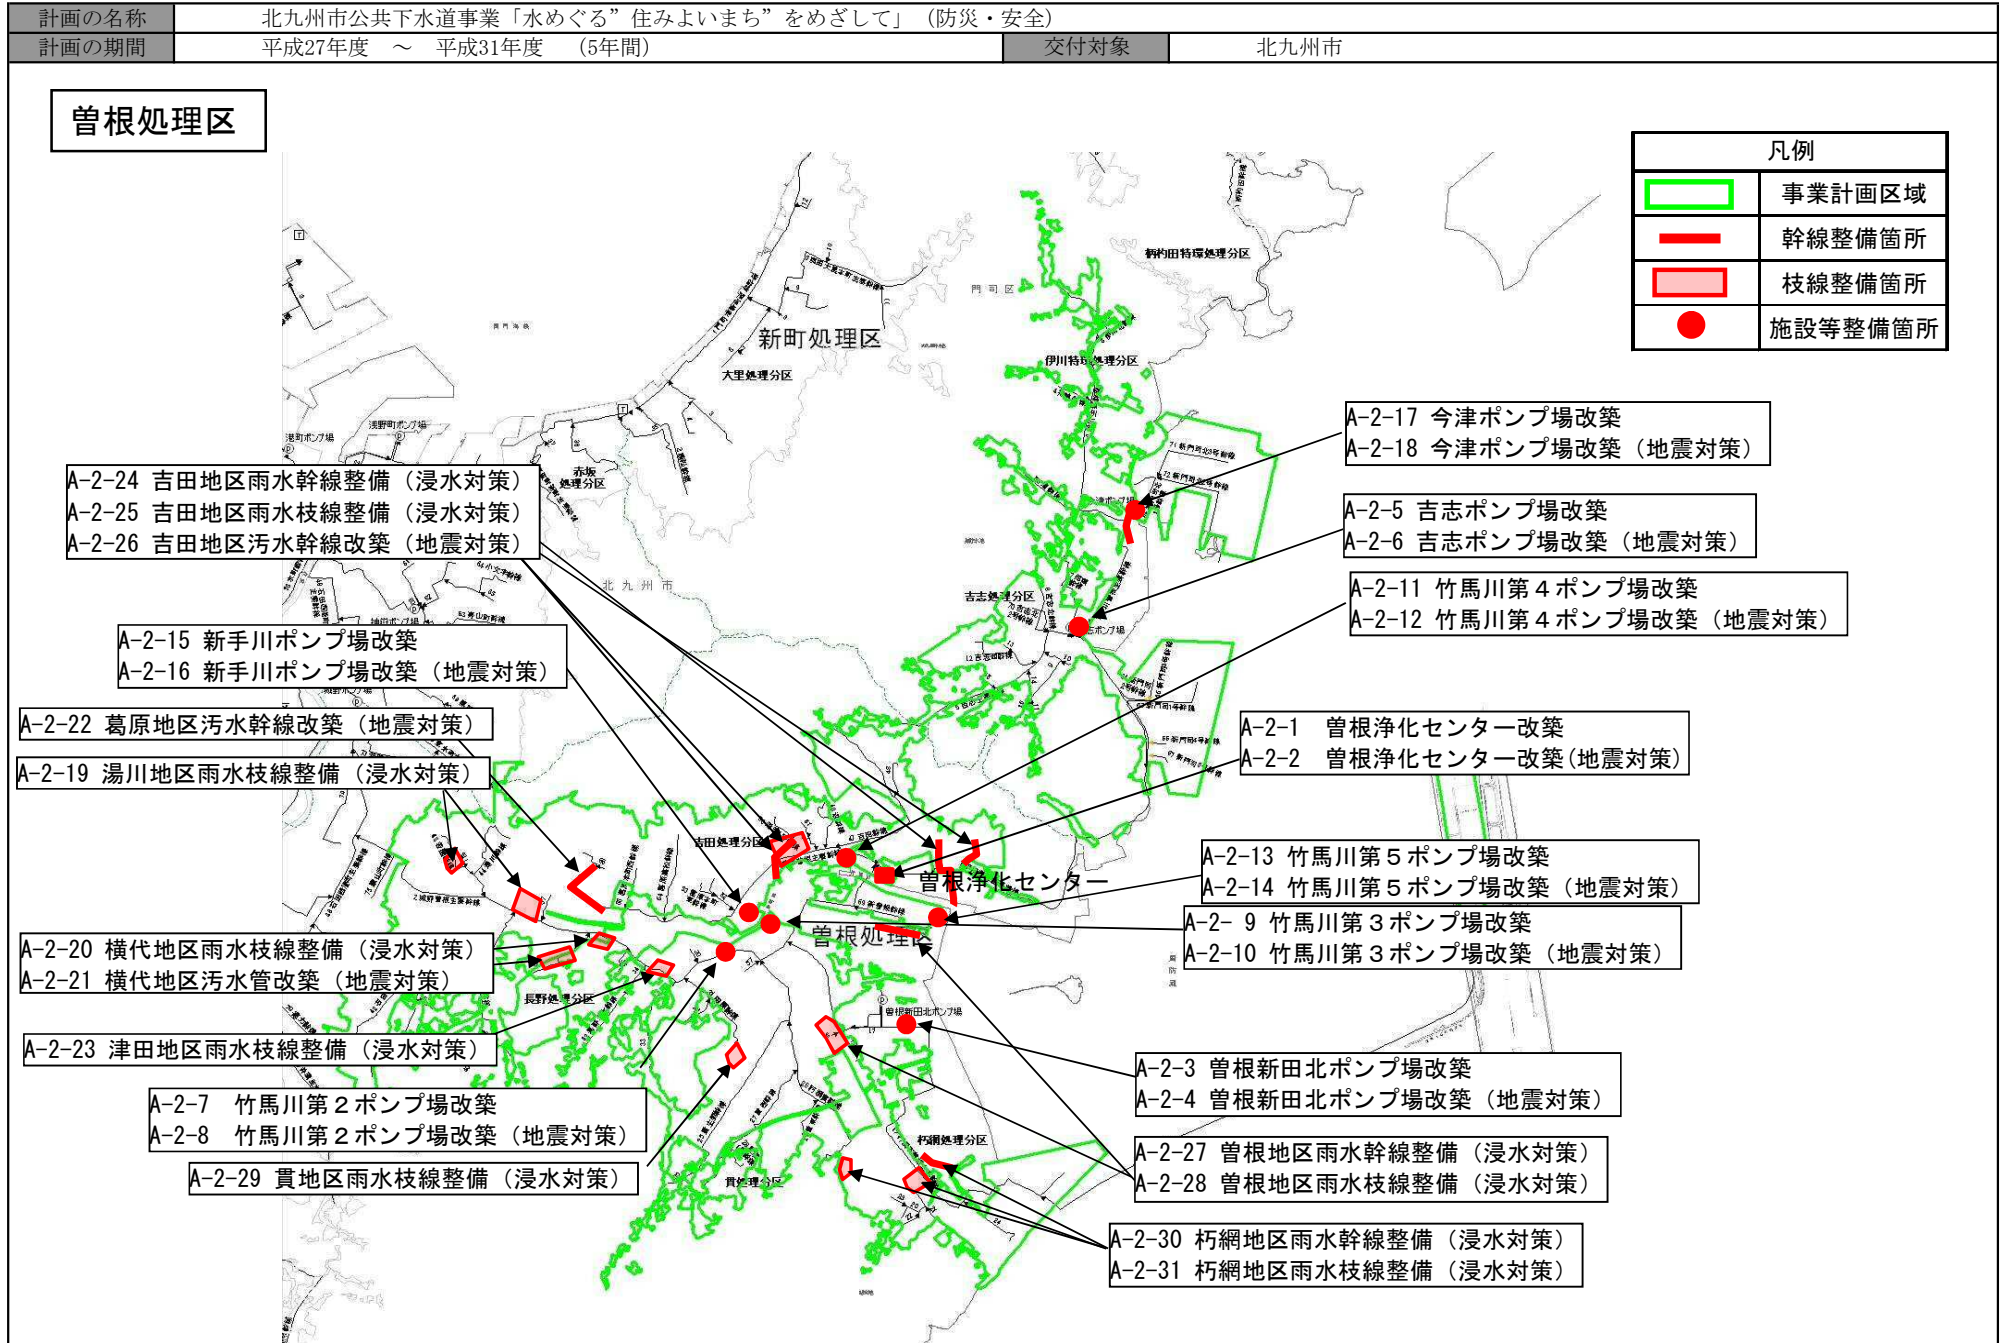 計画の名称
北九州市公共下水道事業「水めぐる”住みよいまち”をめざして」（防災・安全）
計画の期間
平成27年度　～　平成31年度　（5年間）
交付対象
北九州市
曽根処理区
凡例
事業計画区域
幹線整備箇所
枝線整備箇所
施設等整備箇所
柄杓田特環処理分区
門司区
新町処理区
大里処理分区
伊川特環処理分区
浅野町ポンプ場
港町ポンプ場
赤坂
処理分区
北九州市
吉志処理分区
A-2-17 今津ポンプ場改築
A-2-18 今津ポンプ場改築（地震対策）
A-2-24 吉田地区雨水幹線整備（浸水対策）
A-2-25 吉田地区雨水枝線整備（浸水対策）
A-2-26 吉田地区汚水幹線改築（地震対策）
A-2-5 吉志ポンプ場改築
A-2-6 吉志ポンプ場改築（地震対策）
A-2-11 竹馬川第４ポンプ場改築
A-2-12 竹馬川第４ポンプ場改築（地震対策）
A-2-15 新手川ポンプ場改築
A-2-16 新手川ポンプ場改築（地震対策）
A-2-22 葛原地区汚水幹線改築（地震対策）
A-2-1　曽根浄化センター改築
A-2-2　曽根浄化センター改築(地震対策）
A-2-19 湯川地区雨水枝線整備（浸水対策）
吉田処理分区
曽根浄化センター
A-2-13 竹馬川第５ポンプ場改築
A-2-14 竹馬川第５ポンプ場改築（地震対策）
A-2- 9 竹馬川第３ポンプ場改築
A-2-10 竹馬川第３ポンプ場改築（地震対策）
曽根処理区
A-2-20 横代地区雨水枝線整備（浸水対策）
A-2-21 横代地区汚水管改築（地震対策）
長野処理分区
曽根新田北ポンプ場
A-2-23 津田地区雨水枝線整備（浸水対策）
A-2-3 曽根新田北ポンプ場改築
A-2-4 曽根新田北ポンプ場改築（地震対策）
A-2-7　竹馬川第２ポンプ場改築
A-2-8　竹馬川第２ポンプ場改築（地震対策）
朽網処理分区
A-2-27 曽根地区雨水幹線整備（浸水対策）
A-2-28 曽根地区雨水枝線整備（浸水対策）
A-2-29 貫地区雨水枝線整備（浸水対策）
貫処理分区
A-2-30 朽網地区雨水幹線整備（浸水対策）
A-2-31 朽網地区雨水枝線整備（浸水対策）